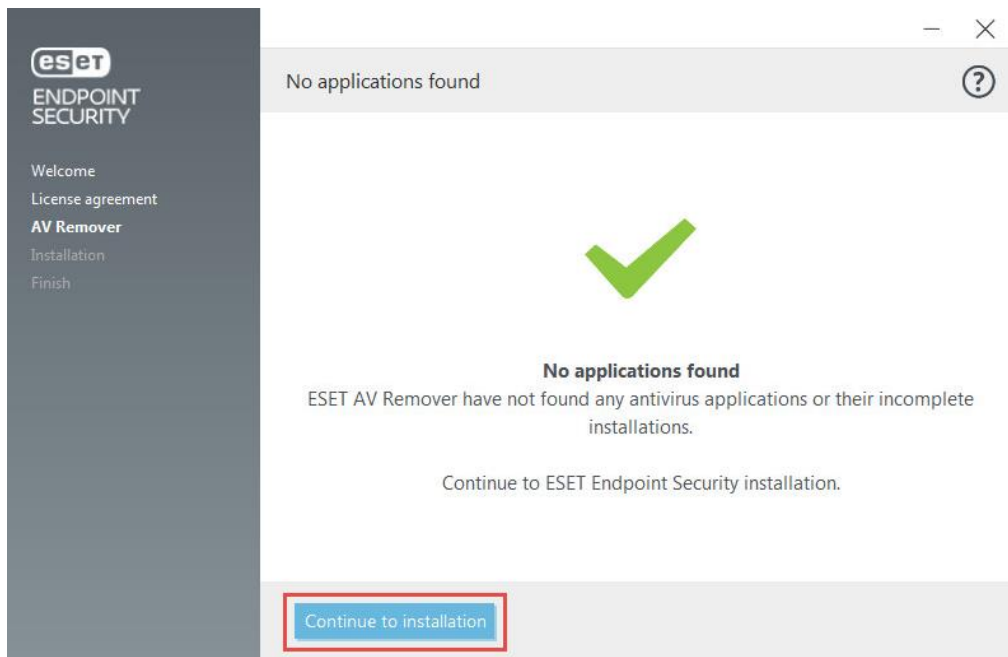 eseT
ENDPOINT
SECURITY
Welcome
License agreement
AV Remover
Installation
Finish
No applications found
?
No applications found
ESET AV Remover have not found any antivirus applications or their incomplete
installations.
Continue to ESET Endpoint Security installation.
Continue to installation